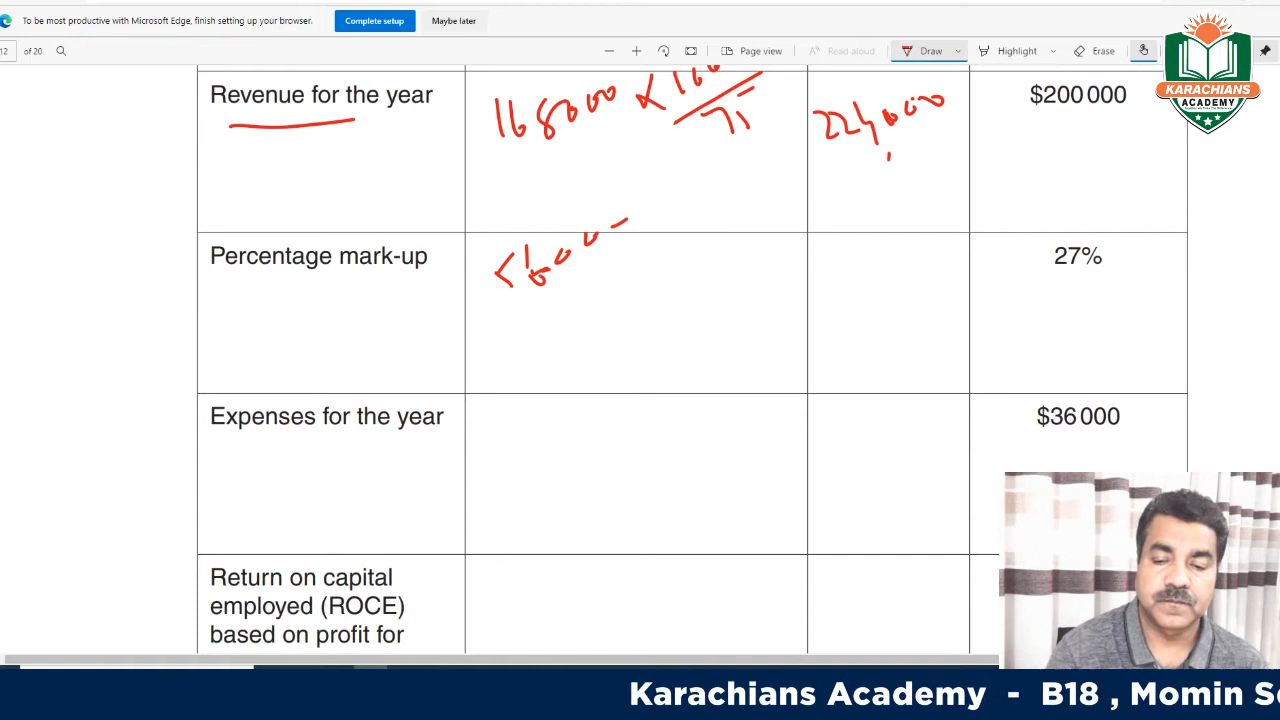 To be most productive with Microsoft Edge, finish setting up your browser.
Complete setup
Maybe later
12
of 20
Page view
Read aloud
Draw
Highlight
Erase
KARACHIANS
ACADEMY
Revenue for the year
168000 × 100
75
224000
$200 000
Percentage mark-up
27%
Expenses for the year
$36 000
Return on capital
employed (ROCE)
based on profit for
Karachians Academy - B18 , Momin S